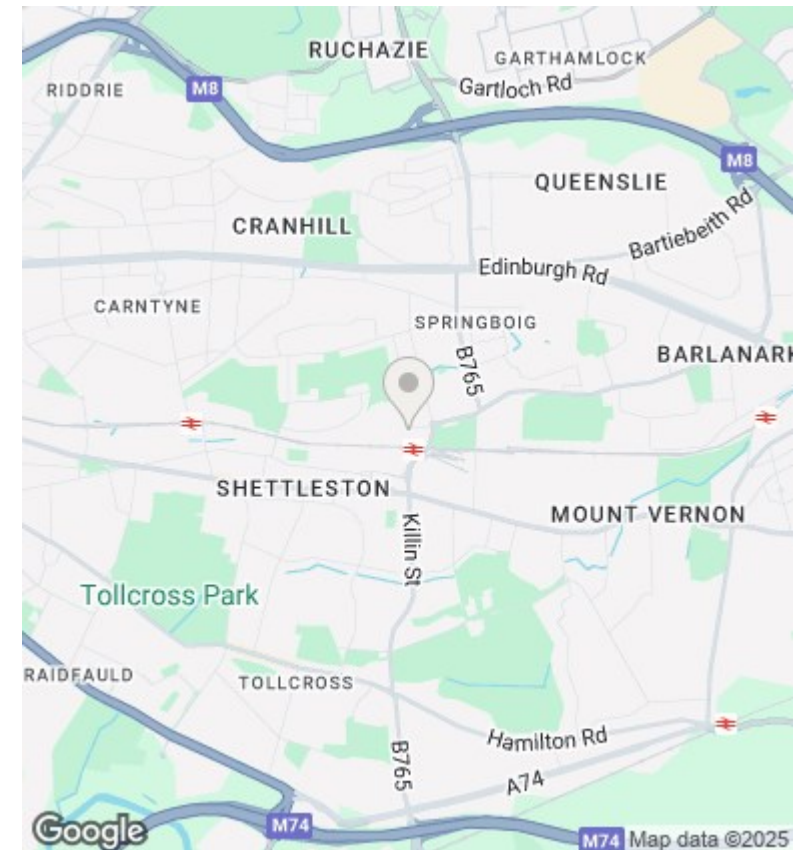 RUCHAZIE
GARTHAMLOCK
Gartloch Rd
RIDDRIE
M8
M8
QUEENSLIE
CRANHILL
Bartiebeith Rd
Edinburgh Rd
CARNTYNE
SPRINGBOIG
B765
BARLANARK
SHETTLESTON
MOUNT VERNON
Killin St
Tollcross Park
RAIDFAULD
TOLLCROSS
Hamilton Rd
B765
A74
Google
M74
M74
Map data ©2025